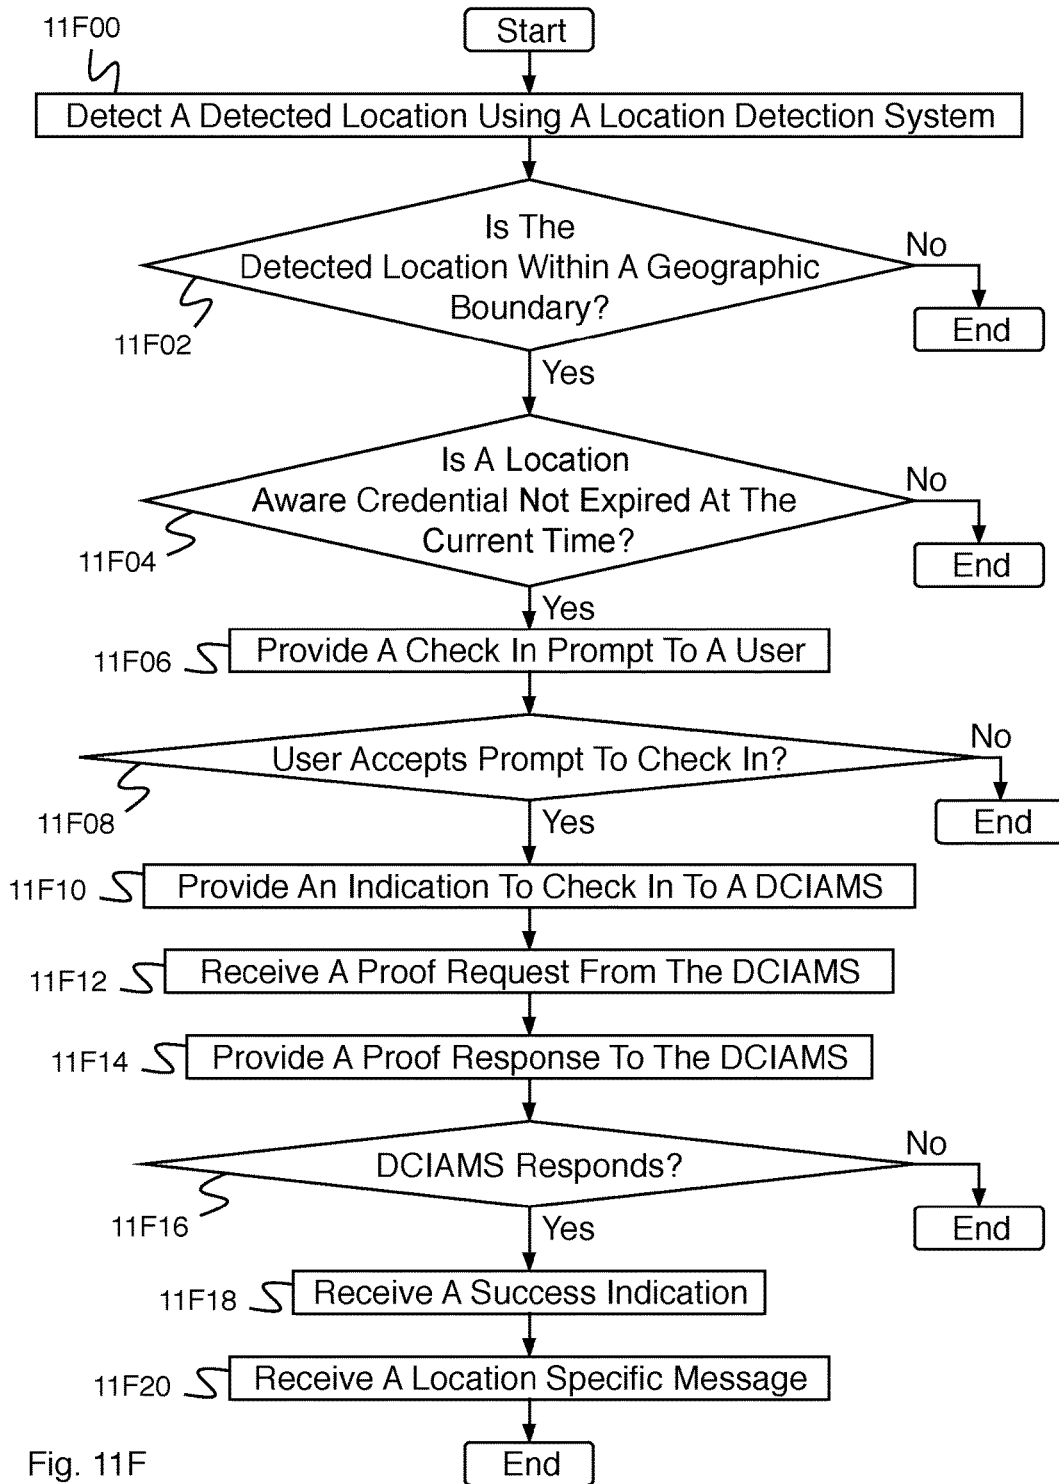 11F00
Start
Detect A Detected Location Using A Location Detection System
Is The
Detected Location Within A Geographic
Boundary?
No
End
11F02
Yes
Is A Location
Aware Credential Not Expired At The
Current Time?
No
End
11F04
Yes
11F06
Provide A Check In Prompt To A User
User Accepts Prompt To Check In?
No
End
11F08
Yes
11F10
Provide An Indication To Check In To A DCIAMS
11F12
Receive A Proof Request From The DCIAMS
11F14
Provide A Proof Response To The DCIAMS
DCIAMS Responds?
No
End
11F16
Yes
11F18
Receive A Success Indication
11F20
Receive A Location Specific Message
End
Fig. 11F